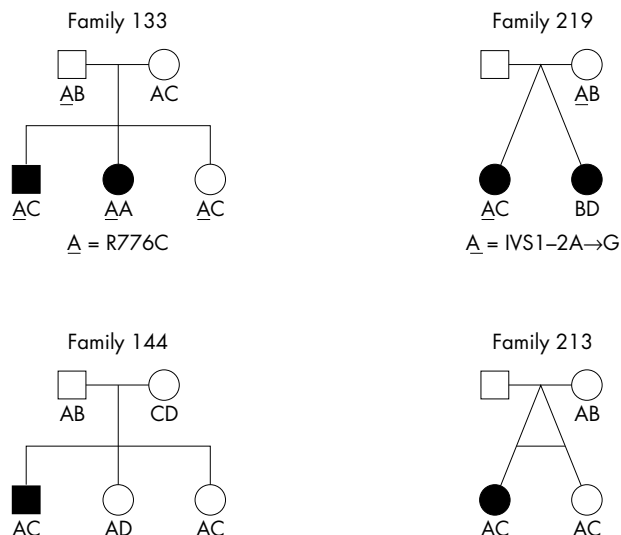 Family 133
AB AC
AC AA AC
A = R776C
Family 219
AB
AC BD
A = IVS1–2A→G
Family 144
AB CD
AC AD AC
Family 213
AB
AC AC